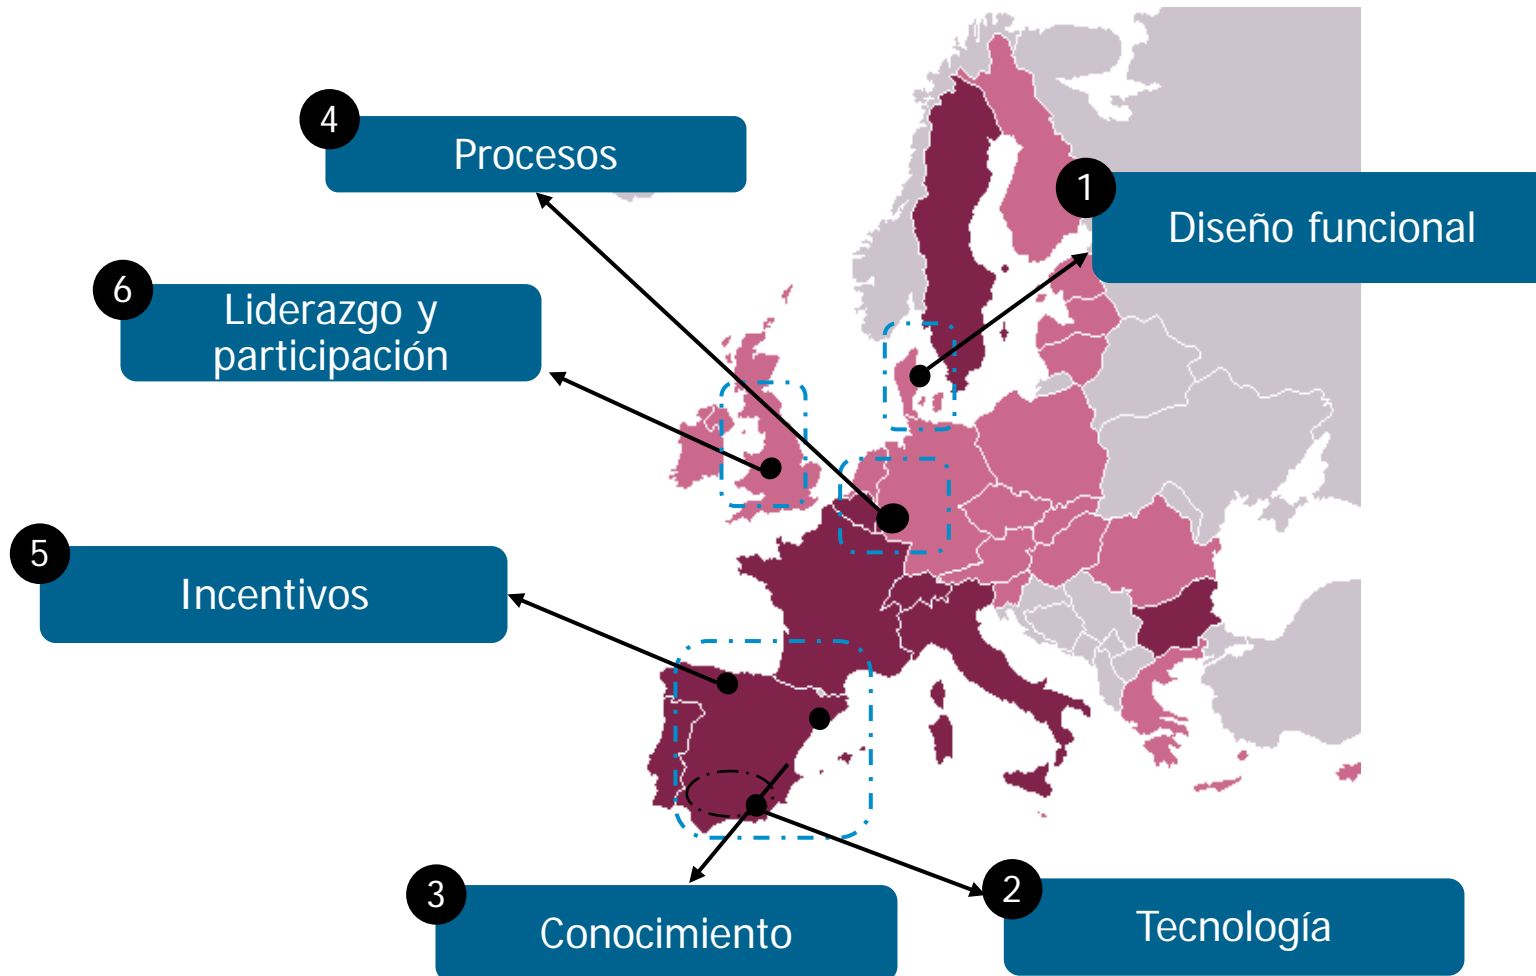 4
Procesos
1
Diseño funcional
6
Liderazgo y
participación
5
Incentivos
3
Conocimiento
2
Tecnología